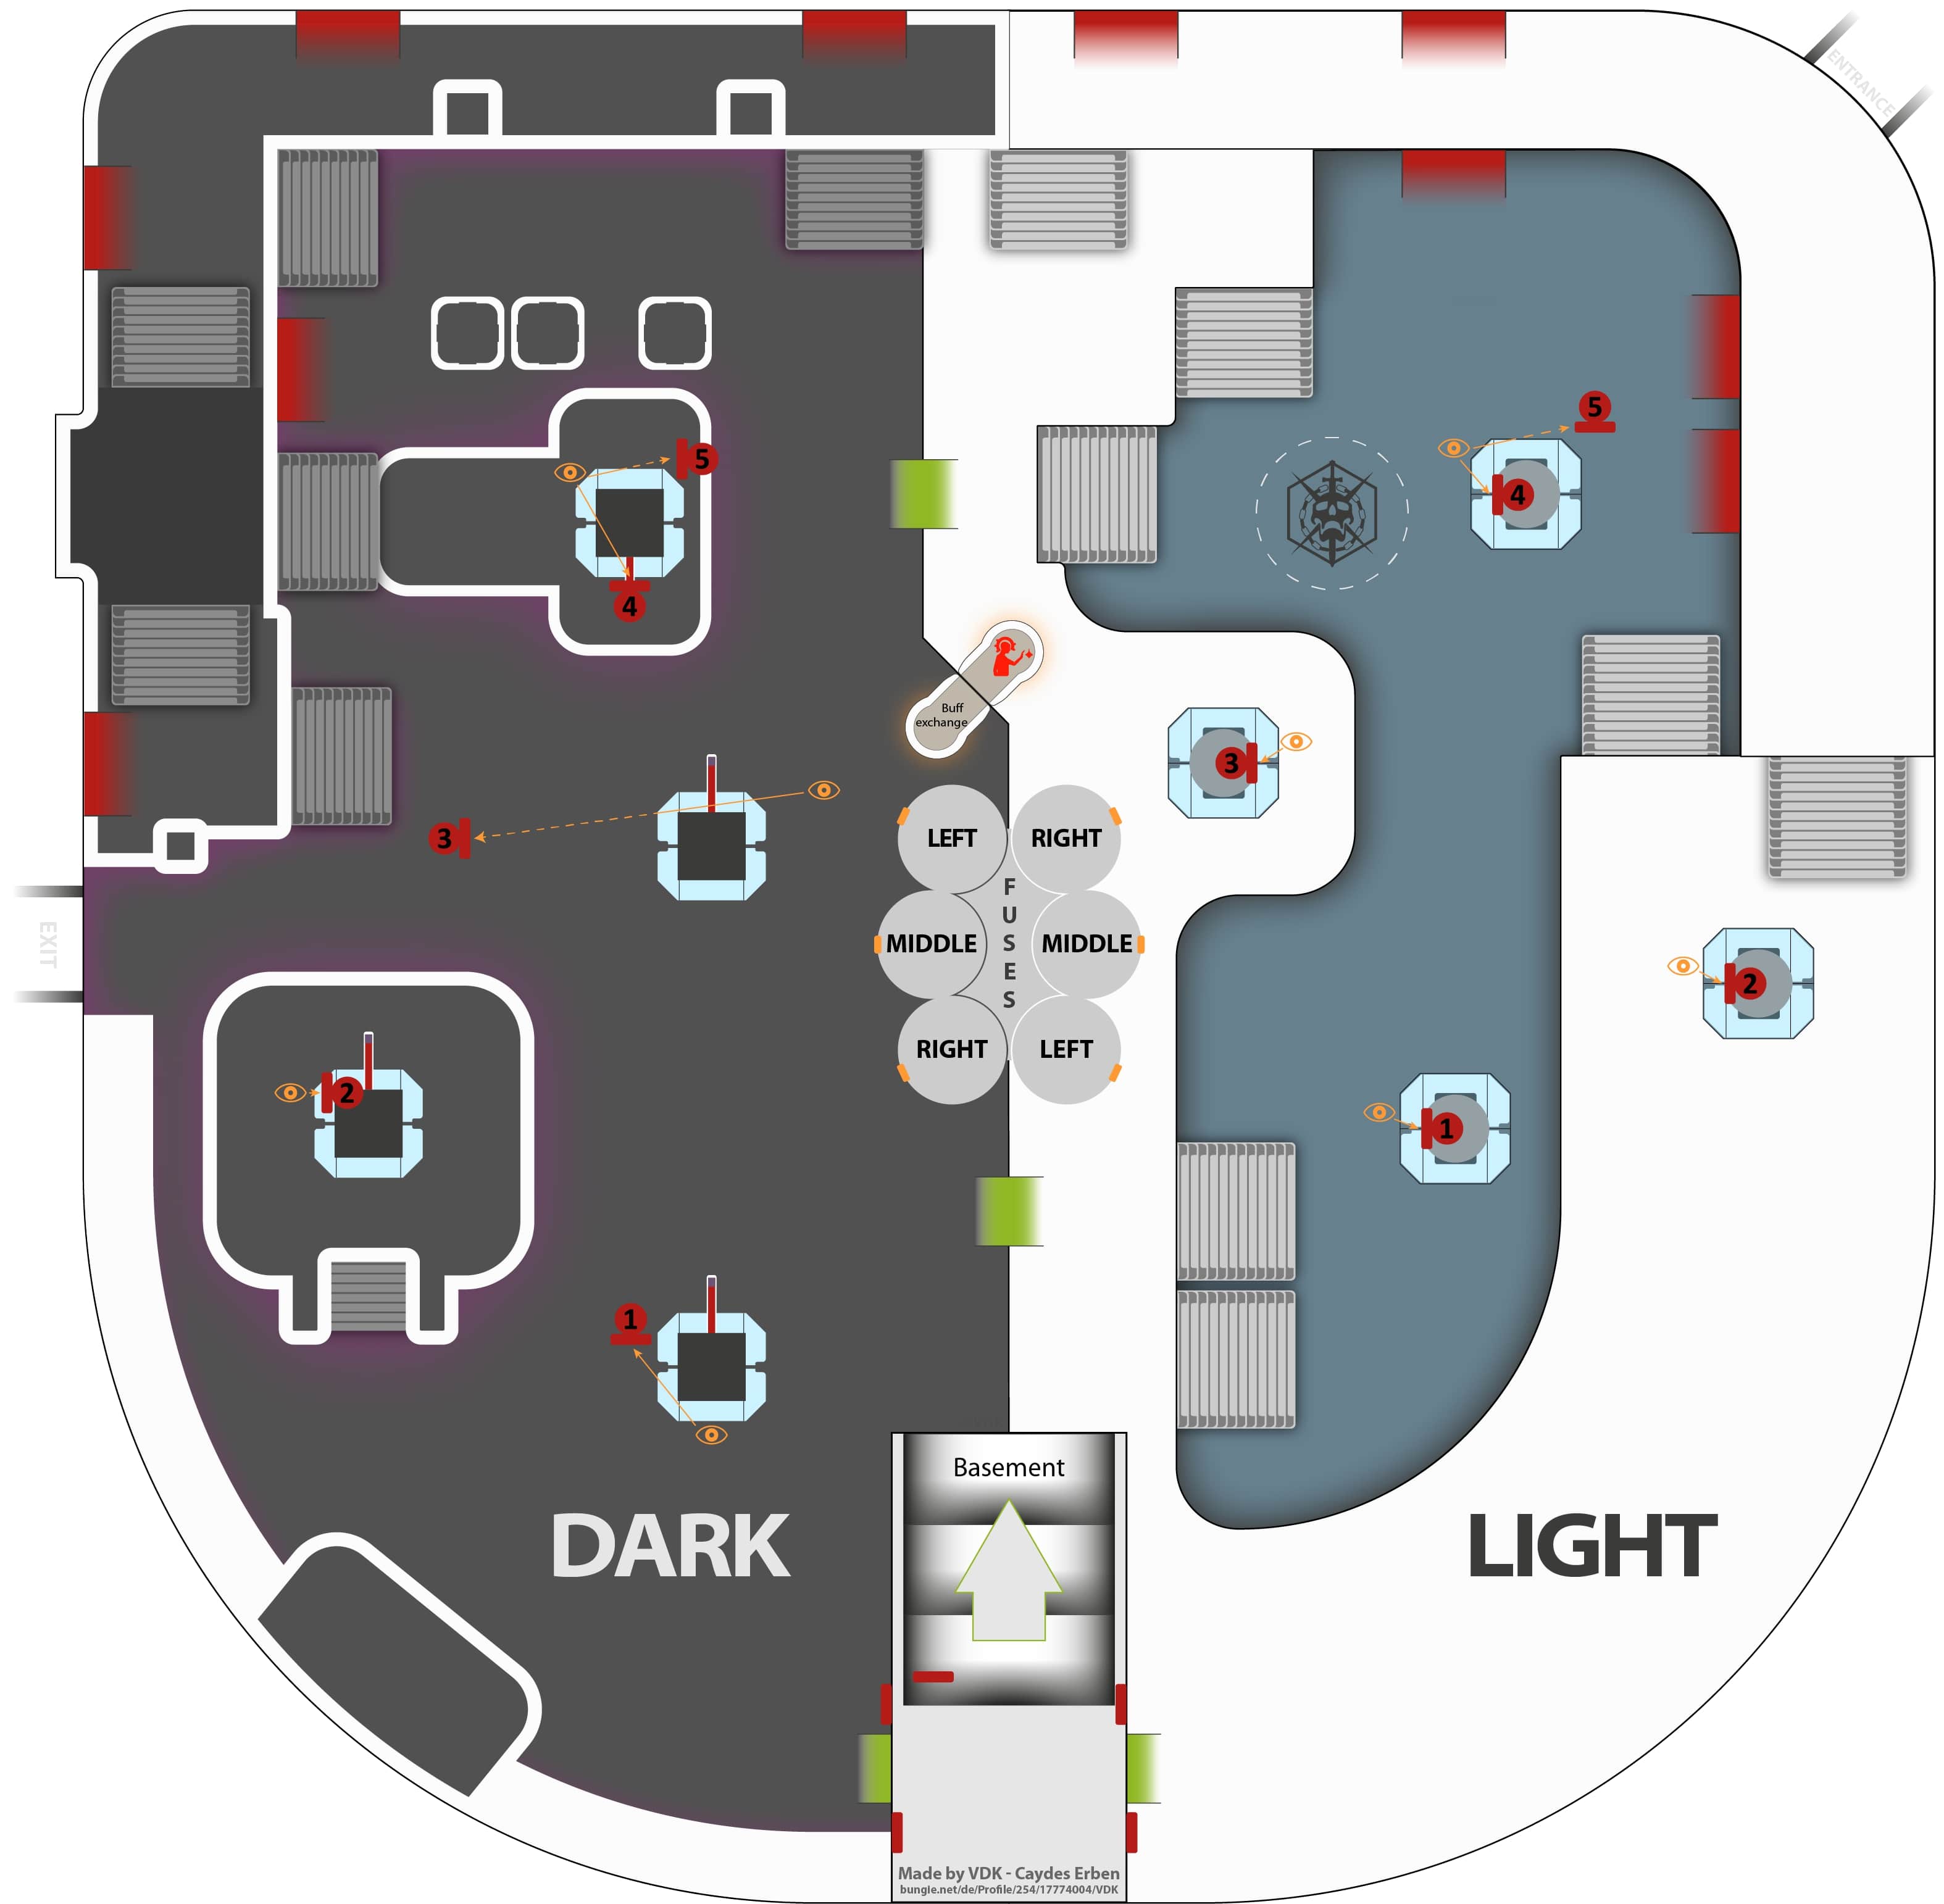 ENTRANCE
5
5
4
4
Buff
exchange
3
3
LEFT
RIGHT
FUSES
MIDDLE
MIDDLE
EXIT
2
RIGHT
LEFT
2
1
1
Basement
DARK
LIGHT
Made by VDK - Caydes Erben
bungie.net/de/Profile/254/17774004/VDK